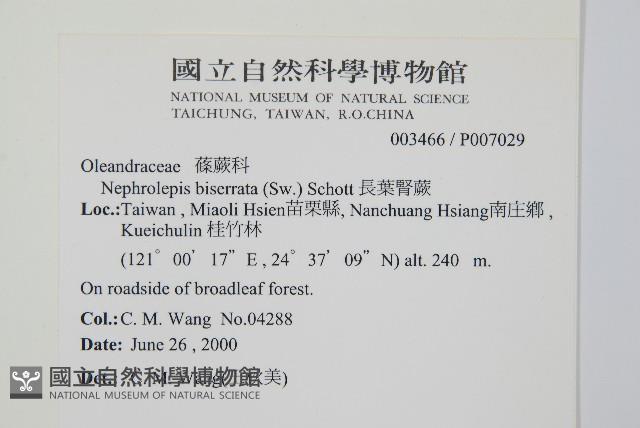 國立自然科學博物館
NATIONAL MUSEUM OF NATURAL SCIENCE
TAICHUNG, TAIWAN, R.O.CHINA
003466 / P007029
Oleandraceae 蓧蕨科
Nephrolepis biserrata (Sw.) Schott 長葉腎蕨
Loc.:Taiwan , Miaoli Hsien苗栗縣, Nanchuang Hsiang南庄鄉 ,
Kueichulin 桂竹林
(121° 00' 17" E , 24° 37' 09" N) alt. 240 m.
On roadside of broadleaf forest.
Col.: C. M. Wang No.04288
Date: June 26 , 2000
Det.: C. M. Wang 美)
國立自然科學博物館
NATIONAL MUSEUM OF NATURAL SCIENCE